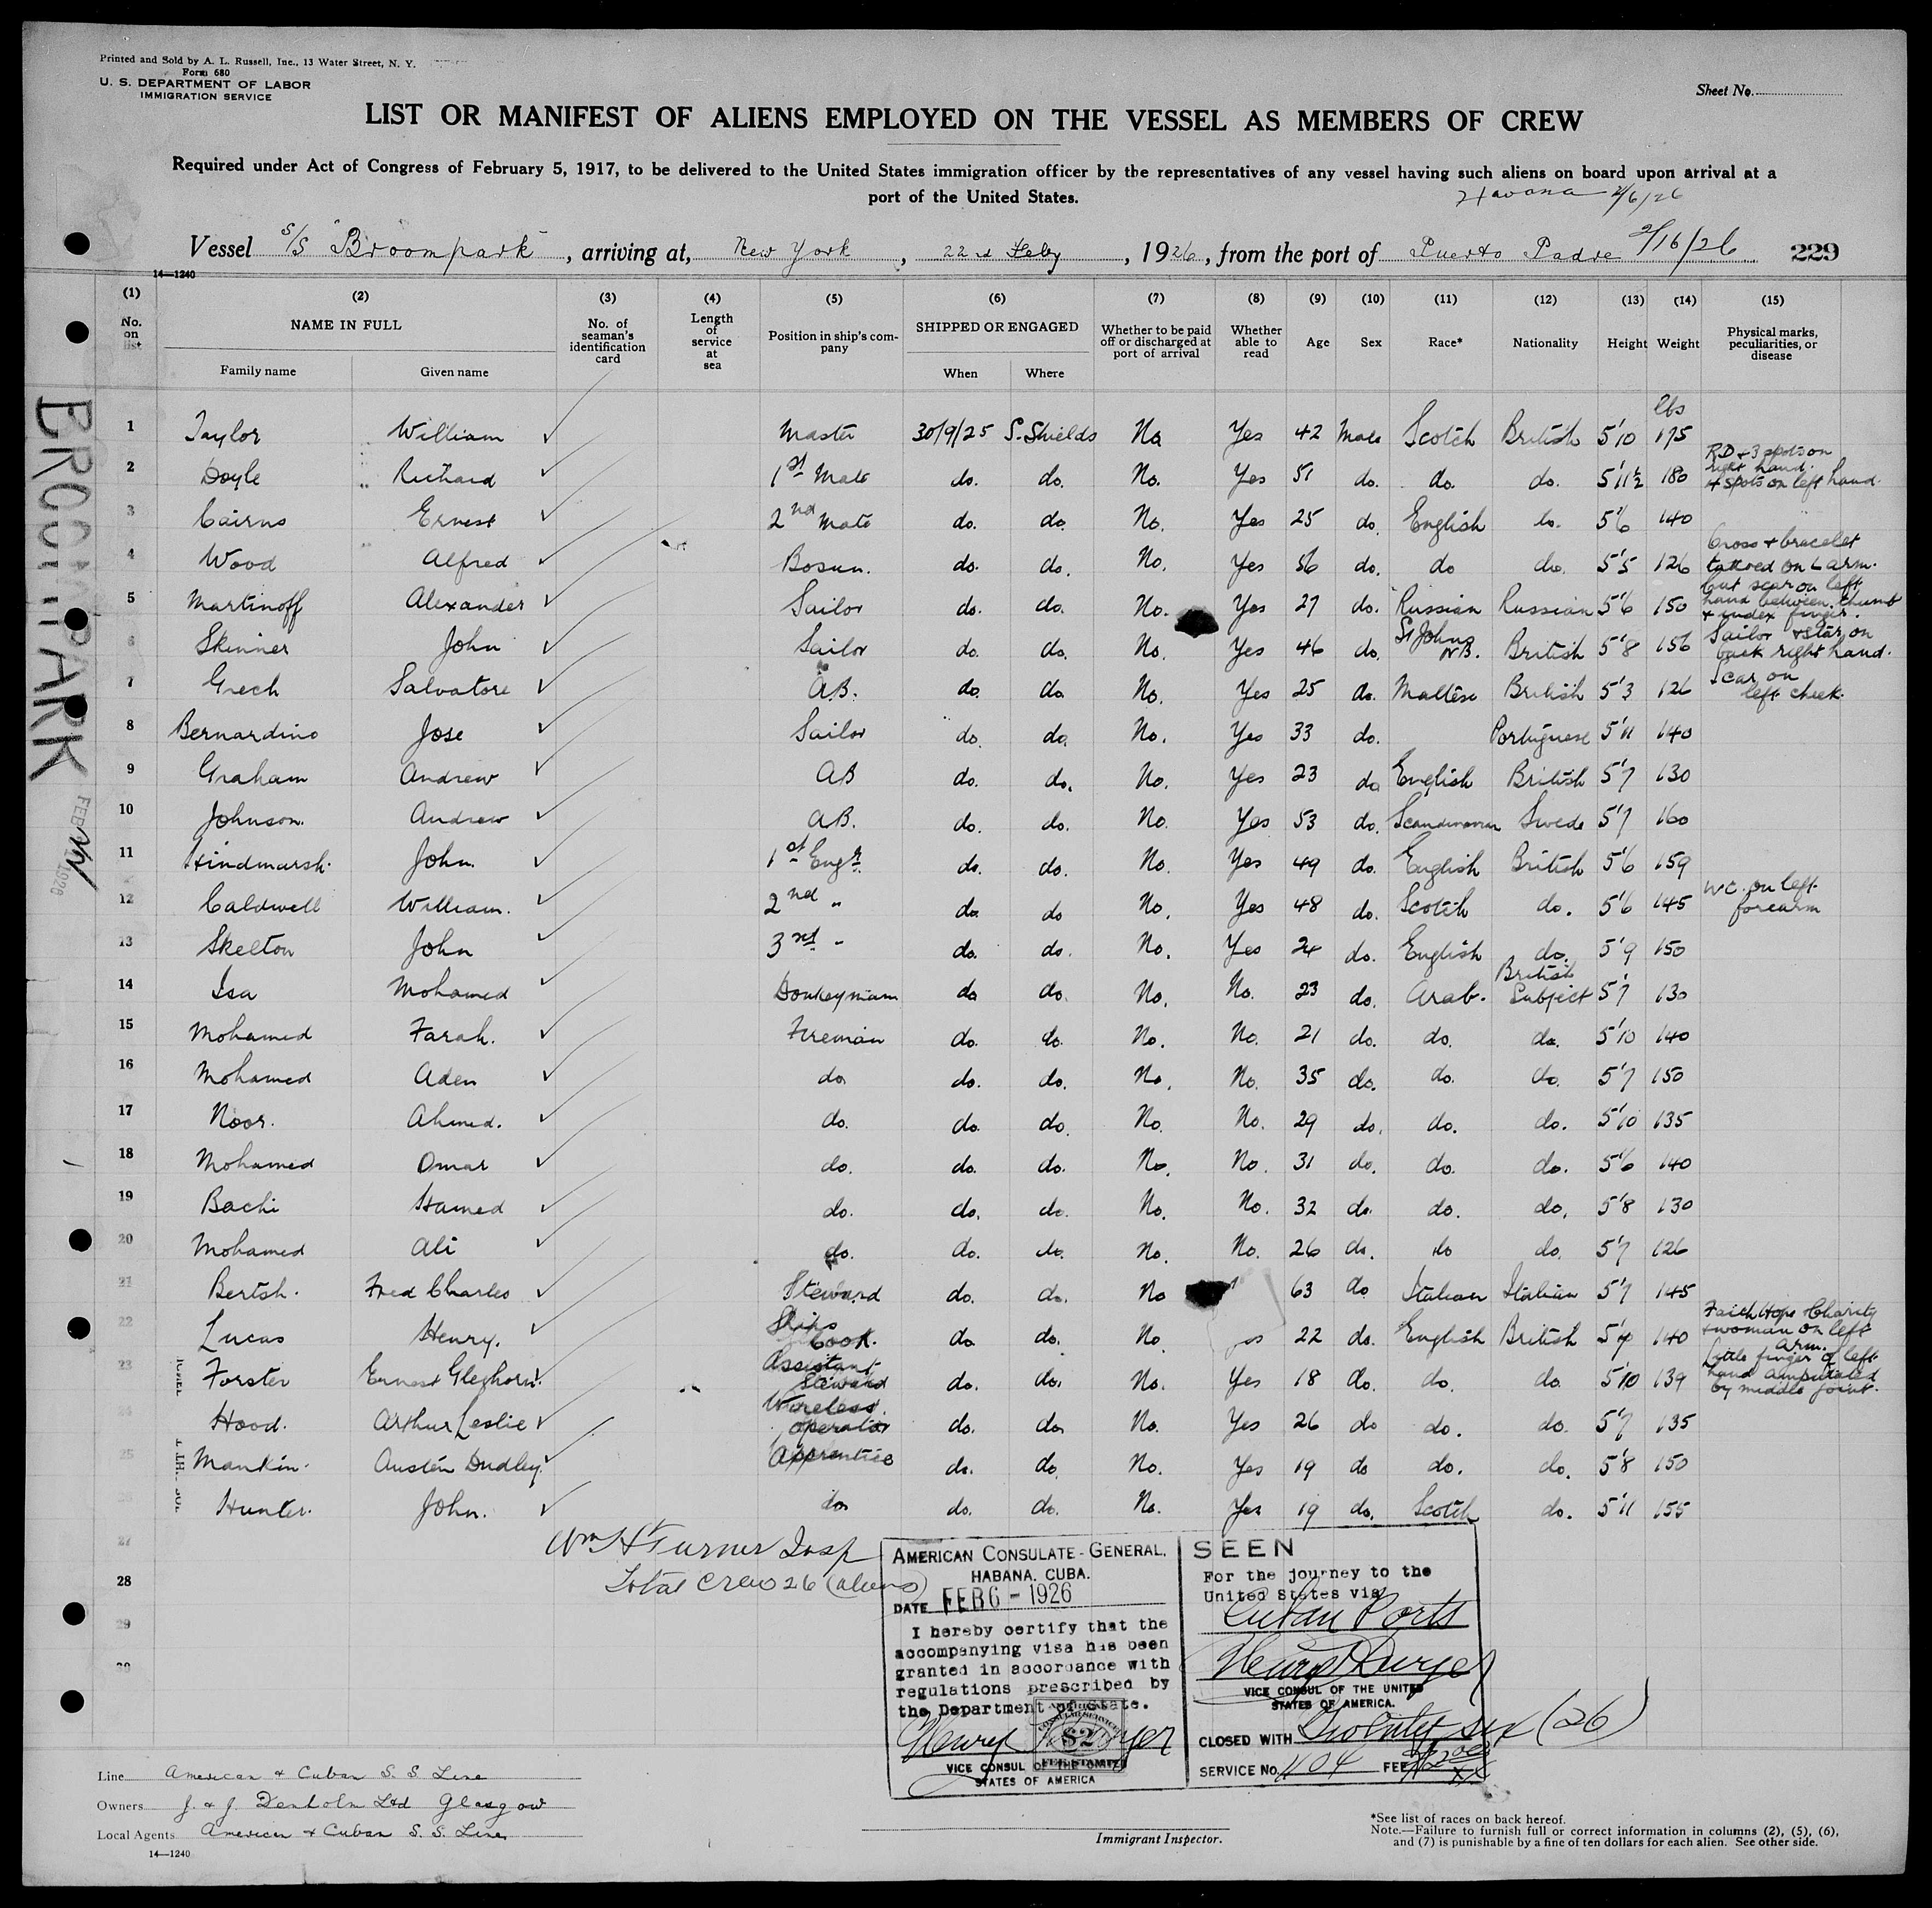 Printed and Sold by A. L. Russell, Inc., 13 Water Street, N. Y.
Form 680
U. S. DEPARTMENT OF LABOR
IMMIGRATION SERVICE
Sheet No.
LIST OR MANIFEST OF ALIENS EMPLOYED ON THE VESSEL AS MEMBERS OF CREW
Required under Act of Congress of February 5, 1917, to be delivered to the United States immigration officer by the representatives of any vessel having such aliens on board upon arrival at a
port of the United States.
Havana 2/6/26
Vessel S/S "Broompark", arriving at, New York, 22nd Feby, 1926, from the port of Puerto Padre 2/16/26 229
14—1240
(1) (2) (3) (4) (5) (6) (7) (8) (9) (10) (11) (12) (13) (14) (15)
No. on list NAME IN FULL Family name Given name No. of seaman's identification card Length of service at sea Position in ship's company SHIPPED OR ENGAGED When Where Whether to be paid off or discharged at port of arrival Whether able to read Age Sex Race* Nationality Height Weight Physical marks, peculiarities, or disease
lbs
1 Taylor William Master 30/9/25 S. Shields No Yes 42 Male Scotch British 5'10 175
2 Doyle Richard 1st Mate do. do. No. Yes 51 do. do. do. 5'11½ 180 RD + 3 spots on right hand. 4 spots on left hand.
3 Cairns Ernest 2nd Mate do. do. No. Yes 25 do. English do. 5'6 140
4 Wood Alfred Bosun. do. do. No. Yes 56 do. do do. 5'5 126 Cross + bracelet tattoed on L arm.
5 Martinoff Alexander Sailor do. do. No. Yes 27 do. Russian Russian 5'6 150 Cut scar on left hand between thumb + index finger.
6 Skinner John Sailor do. do. No. Yes 46 do. St Johns NB. British 5'8 156 Sailor + star on back right hand.
7 Grech Salvatore AB. do. do No. Yes 25 do. Maltese British 5'3 126 Scar on left cheek.
8 Bernardino Jose Sailor do. do. No. Yes 33 do. Portuguese 5'11 140
9 Graham Andrew AB do. do. No. Yes 23 do English British 5'7 130
10 Johnson. Andrew AB. do. do. No. Yes 53 do. Scandinavian Swede 5'7 160
11 Hindmarsh. John. 1st Engr. do. do. No. Yes 49 do. English British 5'6 159
12 Caldwell William. 2nd " do. do No. Yes 48 do. Scotch do. 5'6 145 WC. on left forearm
13 Skelton John 3rd " do. do. No. Yes 24 do. English do. 5'9 150
14 Isa Mohamed Donkeyman do do. No. No. 23 do. Arab. British Subject 5'7 130
15 Mohamed Farah. Fireman do. do. No. No. 21 do. do. do. 5'10 140
16 Mohamed Aden do do. do. No. No. 35 do. do. do. 5'7 150
17 Noor. Ahmed. do. do. do. No. No. 29 do. do. do. 5'10 135
18 Mohamed Omar do. do. do. No. No. 31 do. do. do. 5'6 140
19 Bachi Hamed do. do. do. No. No. 32 do. do. do. 5'8 130
20 Mohamed Ali do. do. do. No. No. 26 do. do do. 5'7 126
21 Bertsh. Fred Charles Steward do. do. No 63 do Italian Italian 5'7 145
22 Lucas Henry. Ships Cook. do. do. No 22 do. English British 140 Faith Hope Charity + woman on left arm.
23 Forster Ernest Gleghorn. Assistant Steward do. do. No. Yes 18 do. do. do. 5'10 139 Little finger of left hand amputated by middle joint.
24 Hood. Arthur Leslie Wireless operator do. do. No. Yes 26 do do. do. 5'7 135
25 Mankin. Austen Dudley. Apprentice do. do. No. Yes 19 do do. do. 5'8 150
26 Hunter. John. do do. do. No. Yes 19 do. Scotch do. 5'11 155
27
28
29
30
BROOMPARK
FEB 1926
Wm H Turner Insp
Total crew 26 (aliens)
AMERICAN CONSULATE-GENERAL.
HABANA, CUBA.
DATE FEB 6 - 1926
I hereby certify that the
accompanying visa has been
granted in accordance with
regulations prescribed by
the Department of State.
$2
VICE CONSUL OF THE UNITED
STATES OF AMERICA
SEEN
For the journey to the
United States via
Cuban Ports
VICE CONSUL OF THE UNITED
STATES OF AMERICA.
CLOSED WITH Twenty six (26)
SERVICE No. 1104 FEE
Line American & Cuban S. S. Line
Owners J. & J. Denholm Ltd Glasgow
Local Agents American & Cuban S. S. Line
14—1240
Immigrant Inspector.
*See list of races on back hereof.
Note.—Failure to furnish full or correct information in columns (2), (5), (6),
and (7) is punishable by a fine of ten dollars for each alien. See other side.